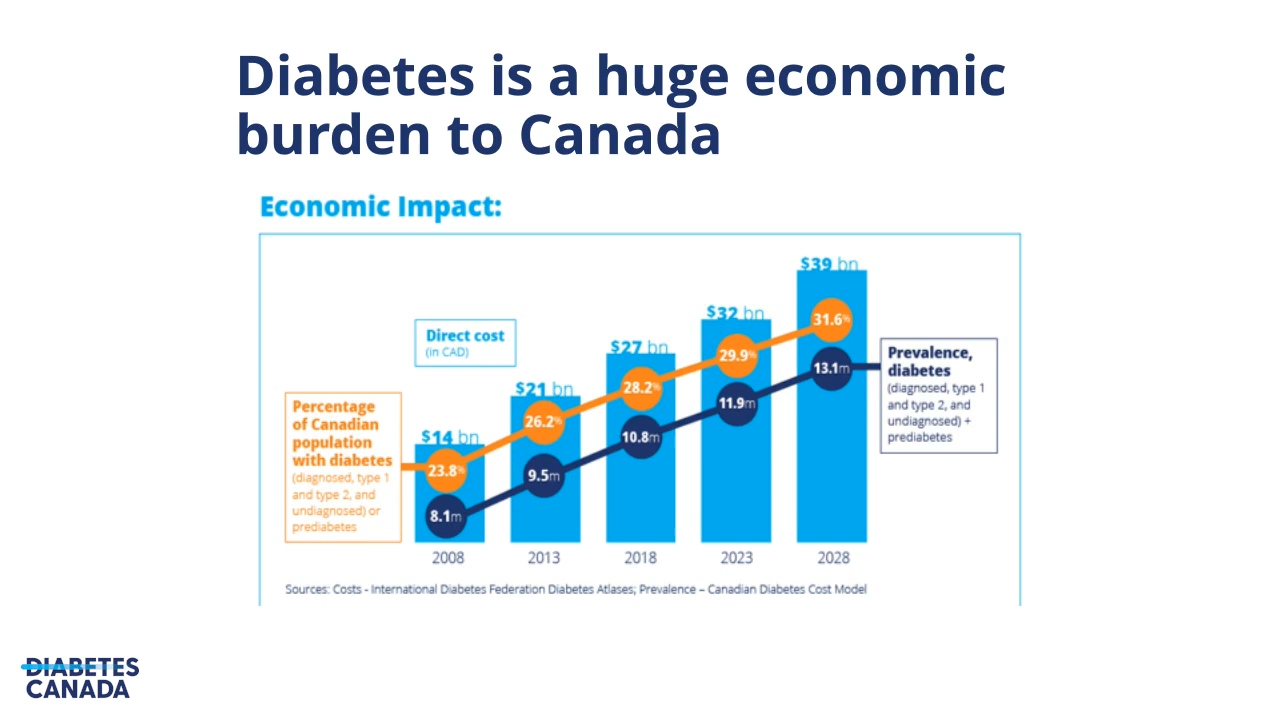 Diabetes is a huge economic
burden to Canada
Economic Impact:
Direct cost
(in CAD)
Percentage
of Canadian
population
with diabetes
(diagnosed, type 1
and type 2, and
undiagnosed) or
prediabetes
$14 bn
$21 bn
$27 bn
$32 bn
$39 bn
23.8%
26.2%
28.2%
29.9%
31.6%
8.1m
9.5m
10.8m
11.9m
13.1m
Prevalence,
diabetes
(diagnosed, type 1
and type 2, and
undiagnosed) +
prediabetes
2008
2013
2018
2023
2028
Sources: Costs - International Diabetes Federation Diabetes Atlases; Prevalence – Canadian Diabetes Cost Model
DIABETES
CANADA